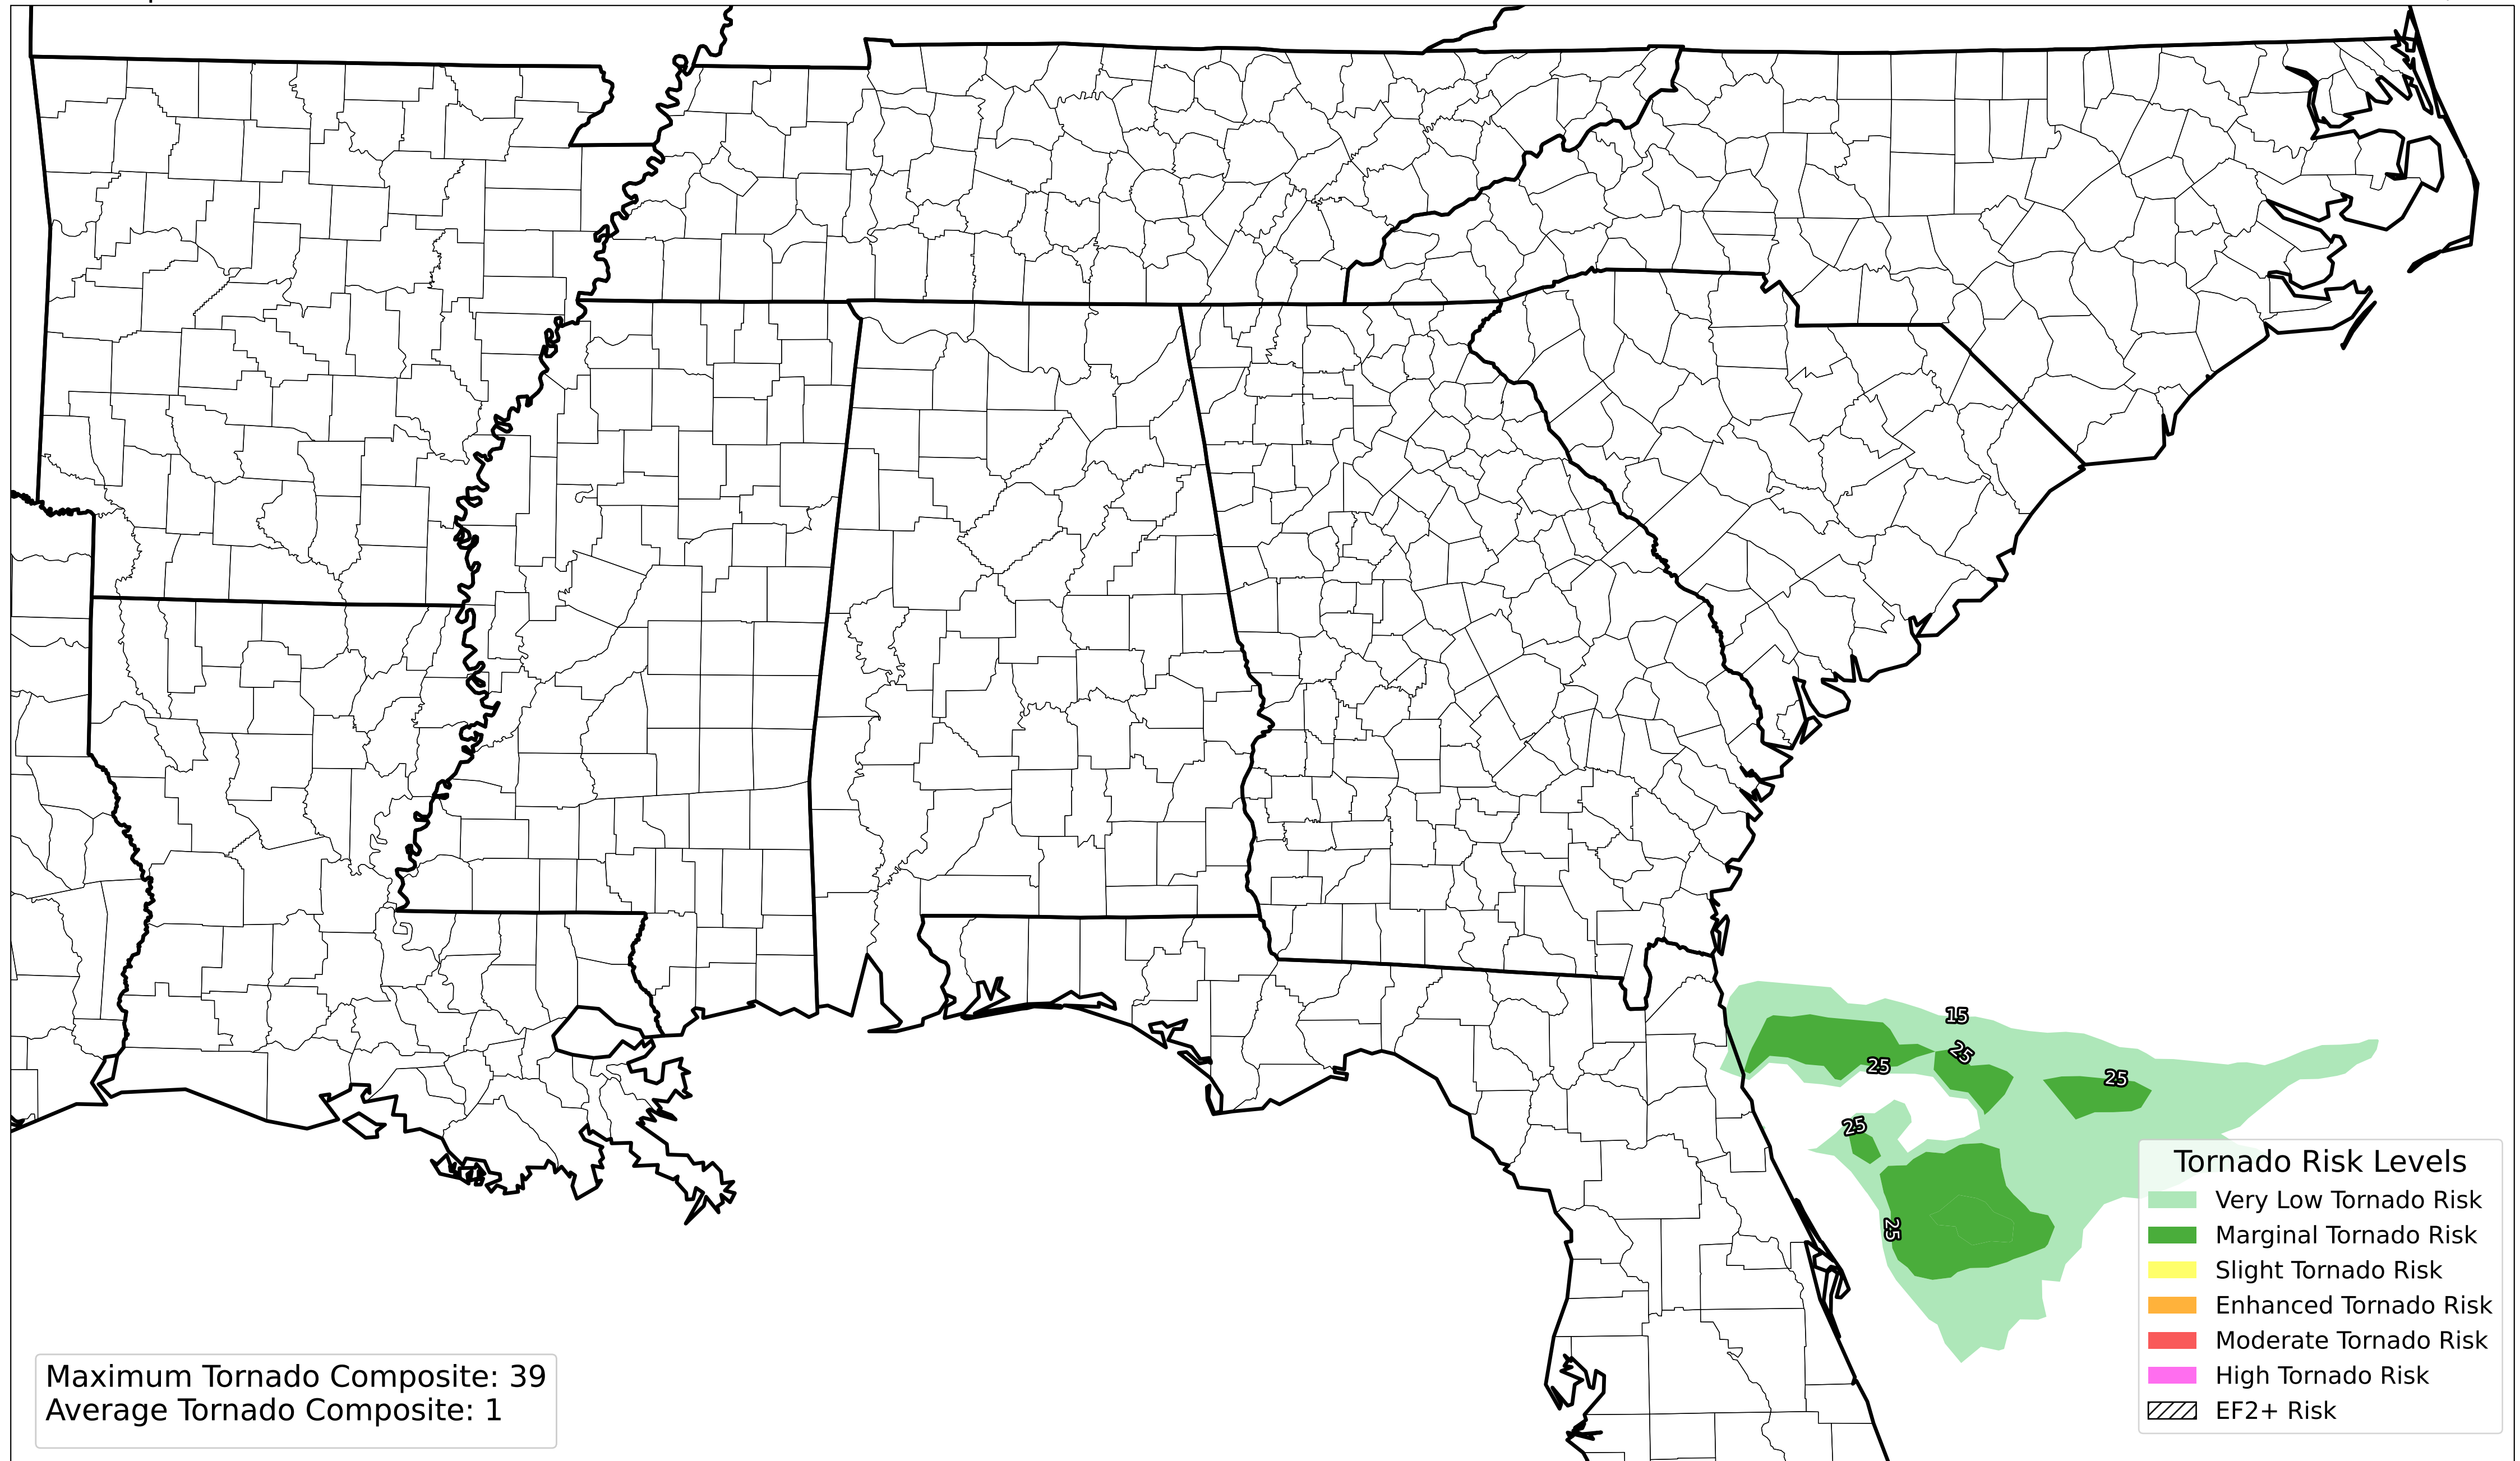 15
25
25
25
25
25
Tornado Risk Levels
Very Low Tornado Risk
Marginal Tornado Risk
Slight Tornado Risk
Enhanced Tornado Risk
Moderate Tornado Risk
High Tornado Risk
EF2+ Risk
Maximum Tornado Composite: 39
Average Tornado Composite: 1